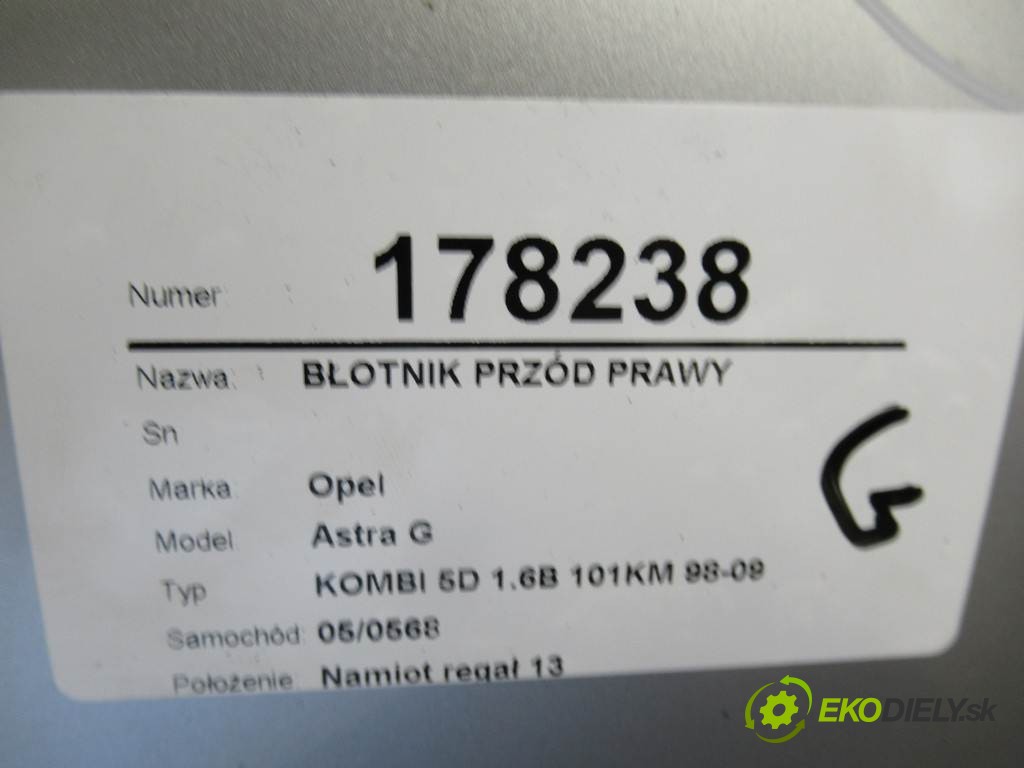 Numer 178238
Nazwa: BŁOTNIK PRZÓD PRAWY
Sn
Marka Opel
Model Astra G
Typ KOMBI 5D 1.6B 101KM 98-09
Samochód: 05/0568
Położenie Namiot regał 13
G
EKODIELY.sk